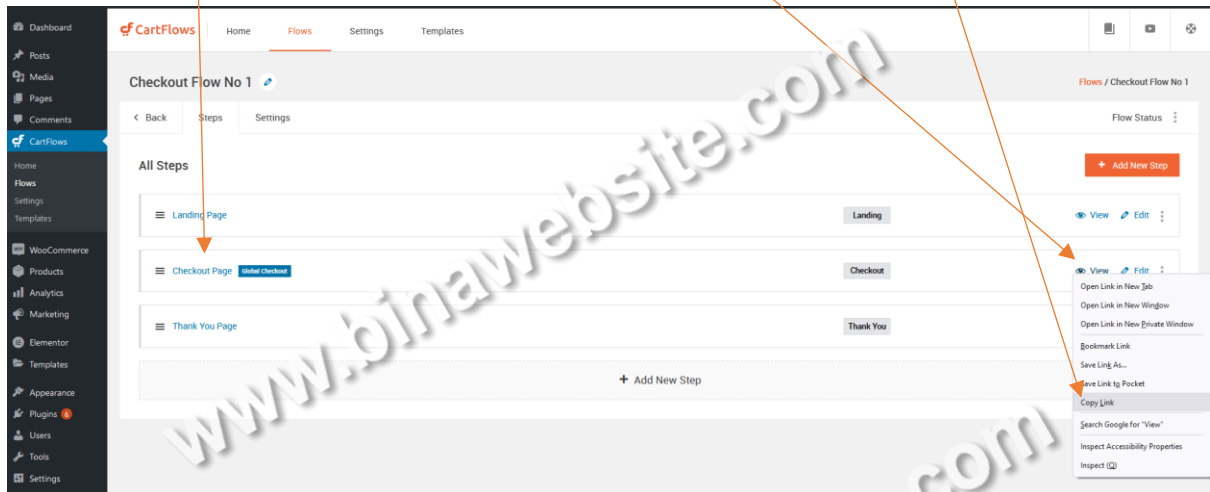 Dashboard
Posts
Media
Pages
Comments
CartFlows
Home
Flows
Settings
Templates
WooCommerce
Products
Analytics
Marketing
Elementor
Templates
Appearance
Plugins 6
Users
Tools
Settings
CartFlows Home Flows Settings Templates
Checkout Flow No 1
Flows / Checkout Flow No 1
Back Steps Settings Flow Status
All Steps
+ Add New Step
Landing Page Landing View Edit
Checkout Page Global Checkout Checkout View Edit
Thank You Page Thank You
+ Add New Step
Open Link in New Tab
Open Link in New Window
Open Link in New Private Window
Bookmark Link
Save Link As...
Save Link to Pocket
Copy Link
Search Google for "View"
Inspect Accessibility Properties
Inspect (Q)
www.binawebsite.com
com